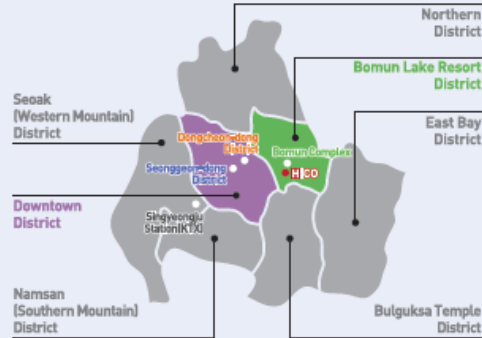 Northern
District
Bomun Lake Resort
District
Seoak
(Western Mountain)
District
East Bay
District
Dongcheon-dong
District
Bomun Complex
HICO
Seonggeon-dong
District
Downtown
District
Singyeongju
Station(KTX)
Namsan
(Southern Mountain)
District
Bulguksa Temple
District